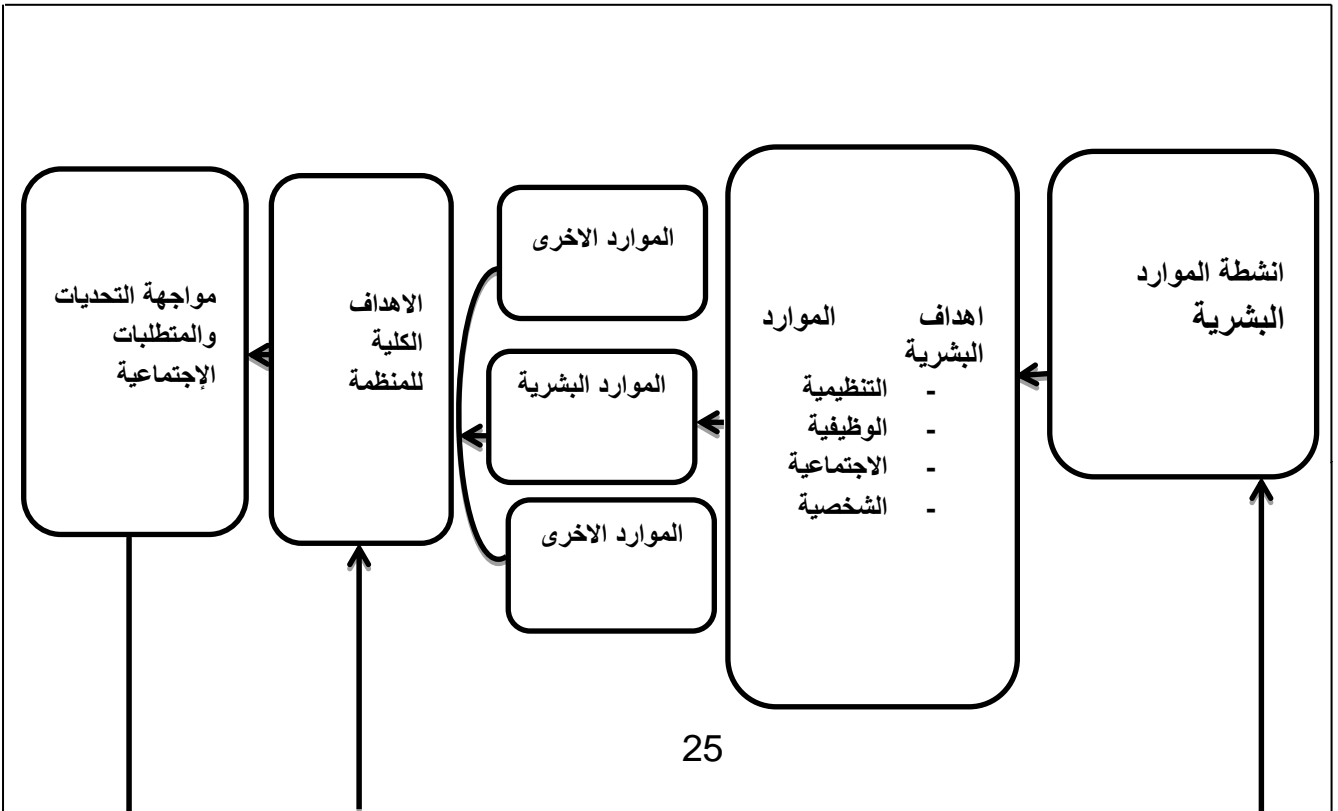 انشطة الموارد
البشرية
اهداف الموارد
البشرية
- التنظيمية
- الوظيفية
- الاجتماعية
- الشخصية
الموارد الاخرى
الموارد البشرية
الموارد الاخرى
الاهداف
الكلية
للمنظمة
مواجهة التحديات
والمتطلبات
الإجتماعية
25